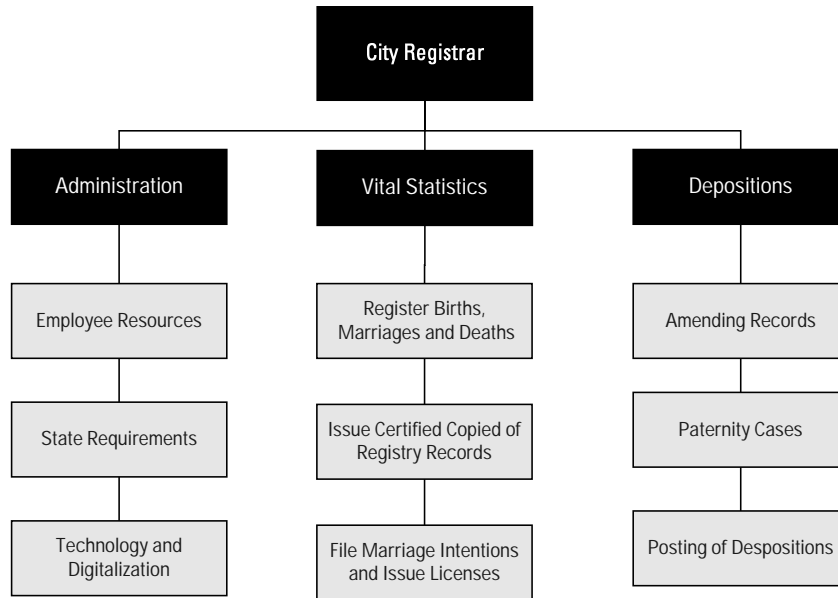 City Registrar
Administration
Vital Statistics
Depositions
Employee Resources
Register Births,
Marriages and Deaths
Amending Records
State Requirements
Issue Certified Copied of
Registry Records
Paternity Cases
Technology and
Digitalization
File Marriage Intentions
and Issue Licenses
Posting of Despositions